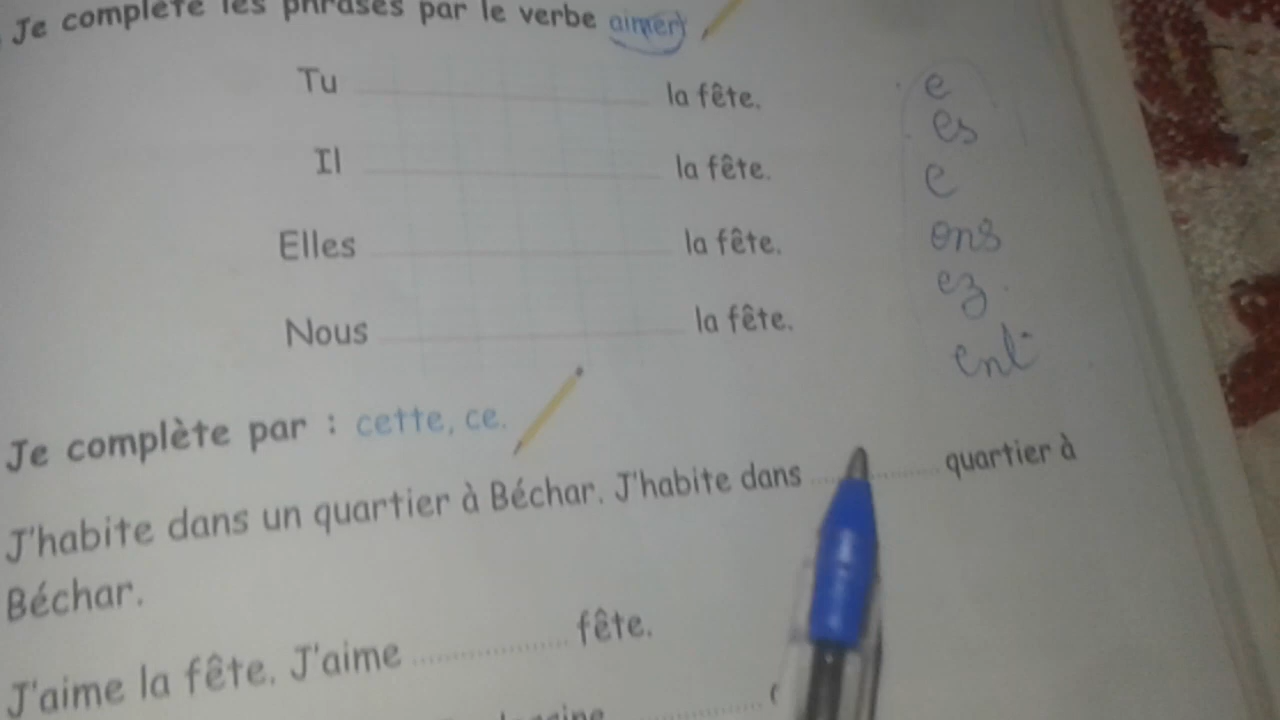 Je complète les phrases par le verbe aimer
Tu la fête. e
es
Il la fête. e
Elles la fête. ons
ez
Nous la fête. ent
Je complète par : cette, ce.
J'habite dans un quartier à Béchar. J'habite dans .......... quartier à
Béchar.
J'aime la fête. J'aime .......... fête.